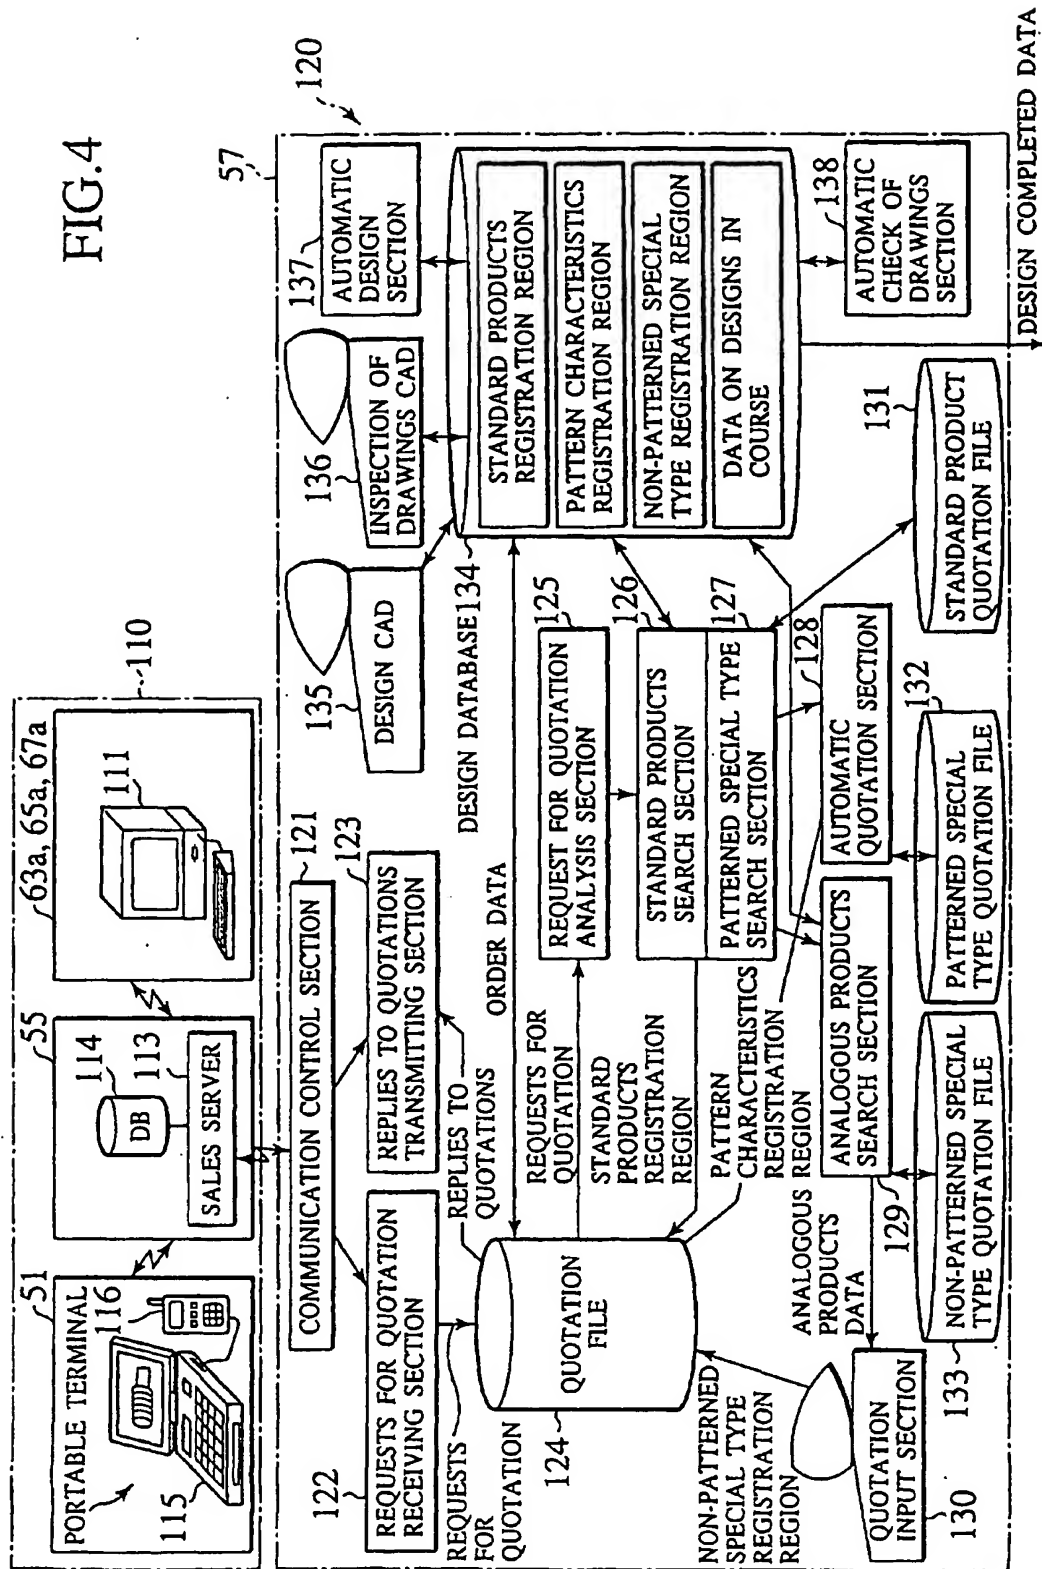 FIG.4
110
51
PORTABLE TERMINAL
116
115
55
114
DB
113
SALES SERVER
63a, 65a, 67a
111
57
120
121
COMMUNICATION CONTROL SECTION
122
REQUESTS FOR QUOTATION
RECEIVING SECTION
123
REPLIES TO QUOTATIONS
TRANSMITTING SECTION
REQUESTS
FOR
QUOTATION
REPLIES TO
QUOTATIONS
ORDER DATA
QUOTATION
FILE
124
REQUESTS FOR
QUOTATION
STANDARD
PRODUCTS
REGISTRATION
REGION
PATTERN
CHARACTERISTICS
REGISTRATION
REGION
125
REQUEST FOR QUOTATION
ANALYSIS SECTION
126
STANDARD PRODUCTS
SEARCH SECTION
127
PATTERNED SPECIAL TYPE
SEARCH SECTION
128
AUTOMATIC
QUOTATION SECTION
ANALOGOUS PRODUCTS
SEARCH SECTION
129
ANALOGOUS
PRODUCTS
DATA
NON-PATTERNED
SPECIAL TYPE
REGISTRATION
REGION
QUOTATION
INPUT SECTION
130
NON-PATTERNED SPECIAL
TYPE QUOTATION FILE
133
PATTERNED SPECIAL
TYPE QUOTATION FILE
132
STANDARD PRODUCT
QUOTATION FILE
131
135
DESIGN CAD
136
INSPECTION OF
DRAWINGS CAD
137
AUTOMATIC
DESIGN
SECTION
DESIGN DATABASE134
STANDARD PRODUCTS
REGISTRATION REGION
PATTERN CHARACTERISTICS
REGISTRATION REGION
NON-PATTERNED SPECIAL
TYPE REGISTRATION REGION
DATA ON DESIGNS IN
COURSE
138
AUTOMATIC
CHECK OF
DRAWINGS
SECTION
DESIGN COMPLETED DATA